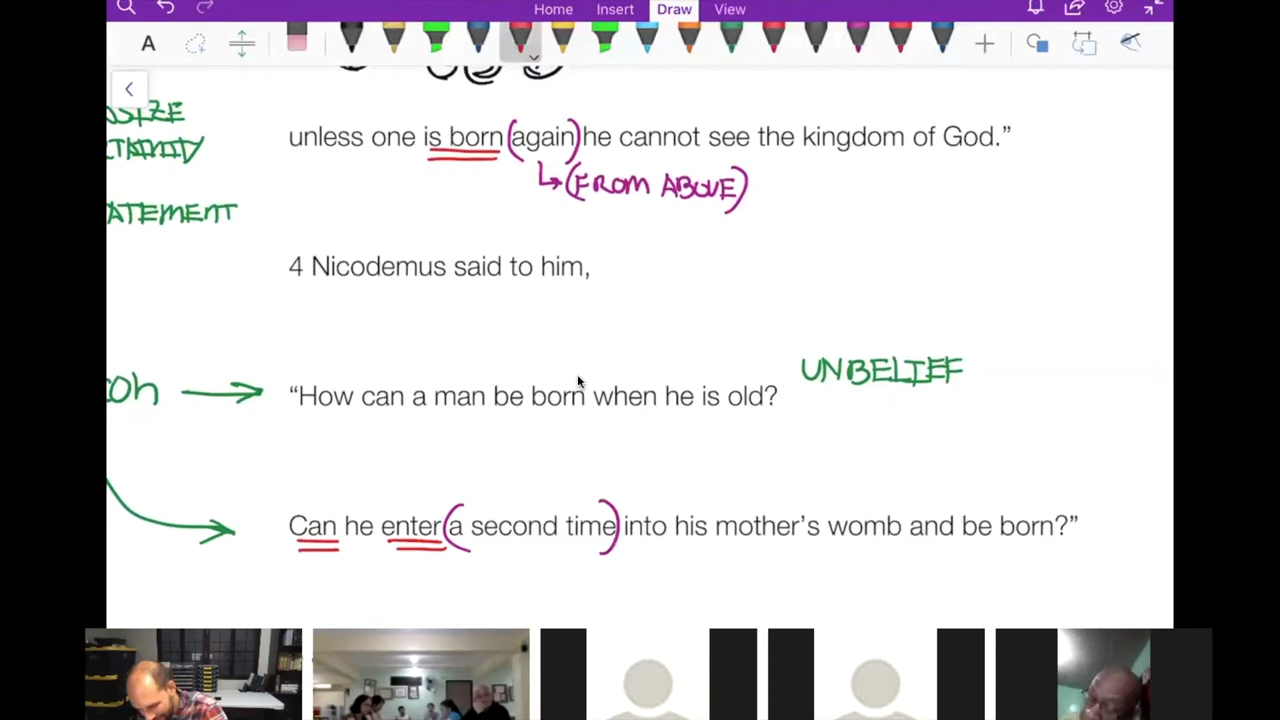 Home Insert Draw View
A
SIZE
unless one is born (again) he cannot see the kingdom of God.”
(FROM ABOVE)
ATEMENT
4 Nicodemus said to him,
UNBELIEF
“How can a man be born when he is old?
Can he enter (a second time) into his mother’s womb and be born?”